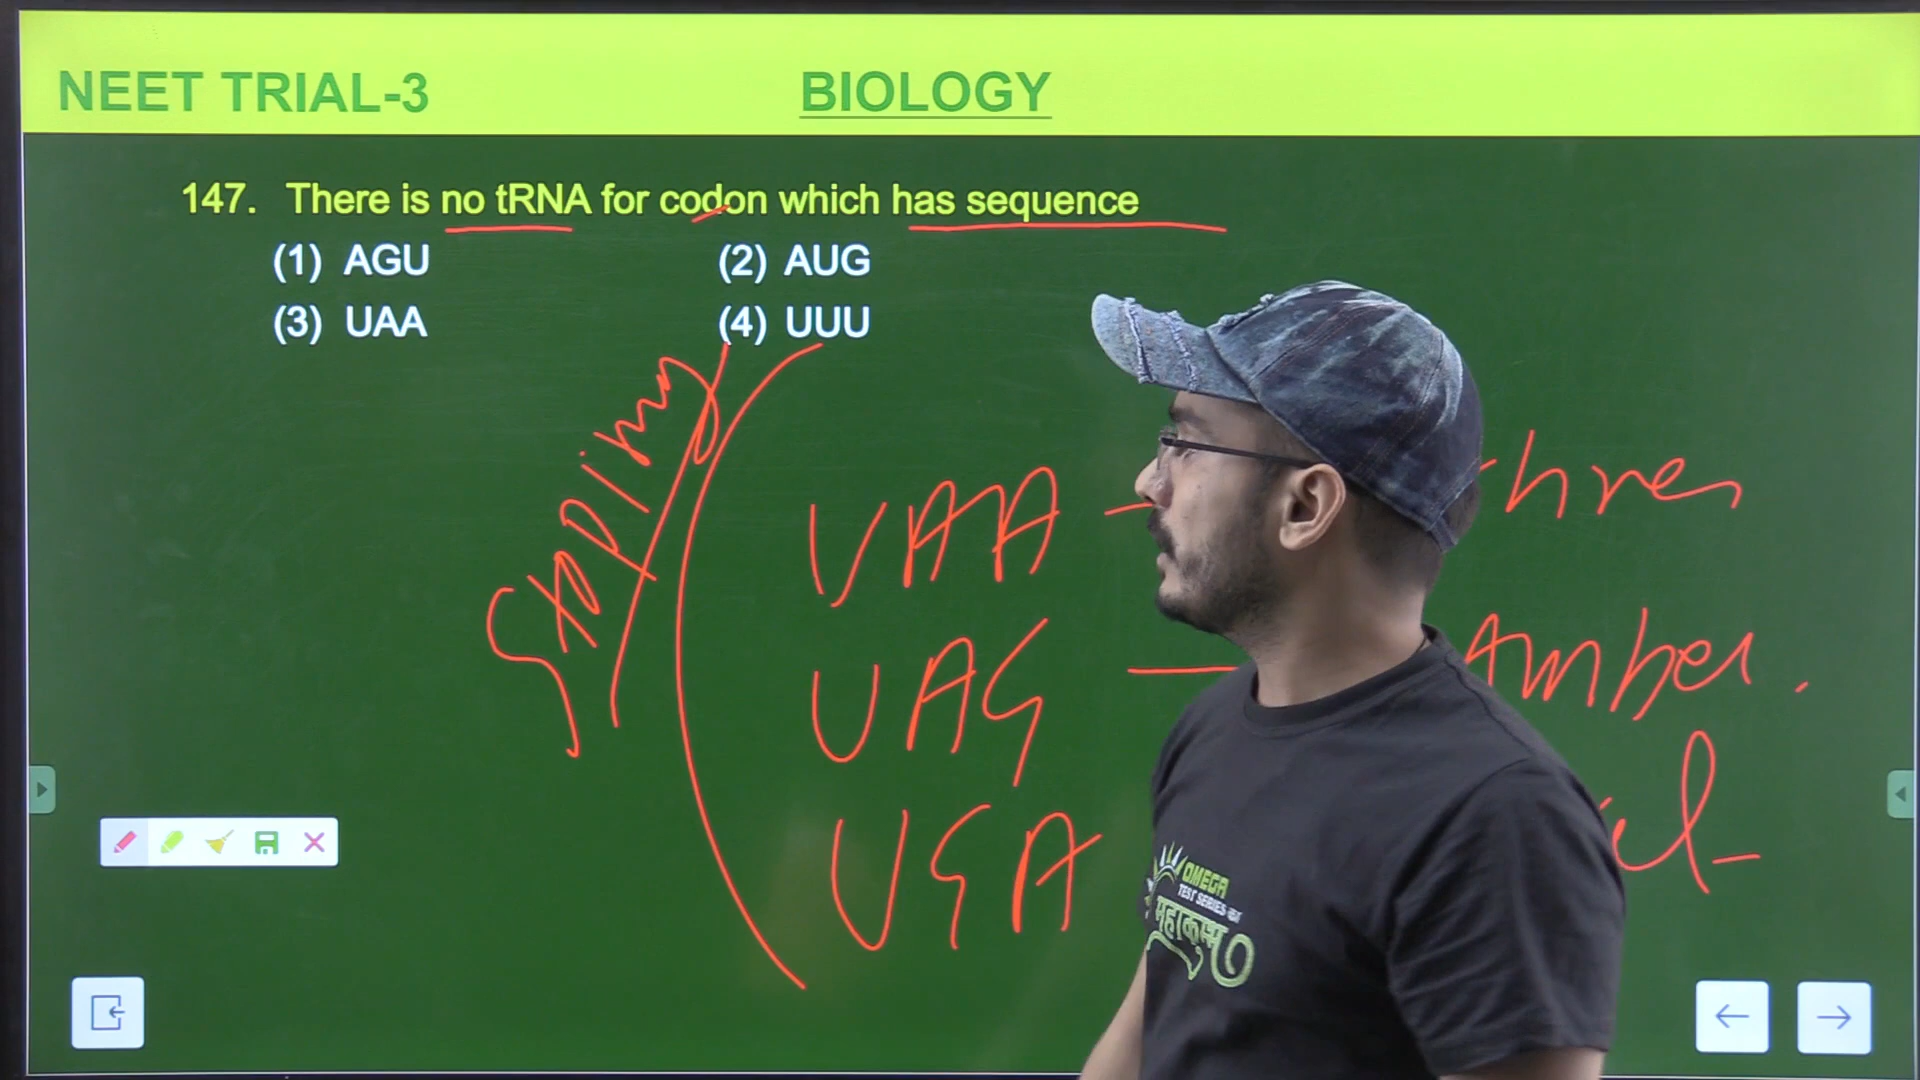 NEET TRIAL-3 BIOLOGY
147. There is no tRNA for codon which has sequence
(1) AGU (2) AUG
(3) UAA (4) UUU
UAA – hre
UAG — Amber.
UGA
OMEGA
TEST SERIES का
महाकुम्भ